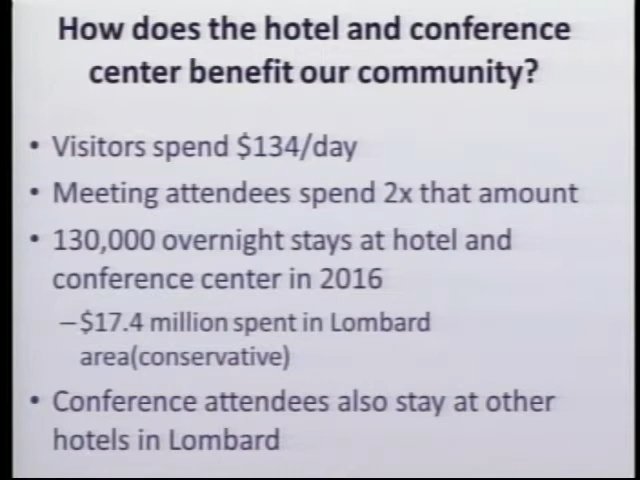 How does the hotel and conference
center benefit our community?
• Visitors spend $134/day
• Meeting attendees spend 2x that amount
• 130,000 overnight stays at hotel and
conference center in 2016
–$17.4 million spent in Lombard
area(conservative)
• Conference attendees also stay at other
hotels in Lombard